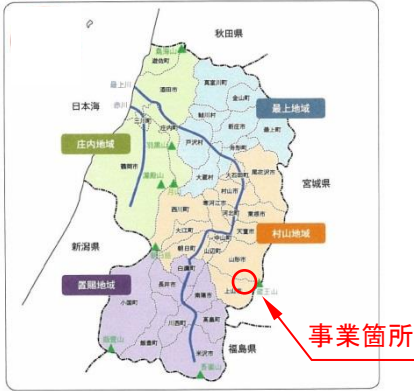 秋田県
鳥海山
遊佐町
真室川町
最上川
酒田市
金山町
日本海
赤川
鮭川村
最上地域
三川町
庄内町
新庄市
最上町
戸沢村
舟形町
庄内地域
羽黒山
鶴岡市
大蔵村
尾花沢市
湯殿山
月山
大石田町
宮城県
村山市
西川町
寒河江市
河北町
東根市
大江町
天童市
村山地域
中山町
新潟県
朝日町
山辺町
山形市
白鷹町
置賜地域
長井市
上山市
蔵王山
小国町
南陽市
川西町
高畠町
事業箇所
飯豊町
米沢市
福島県
飯豊山
吾妻山